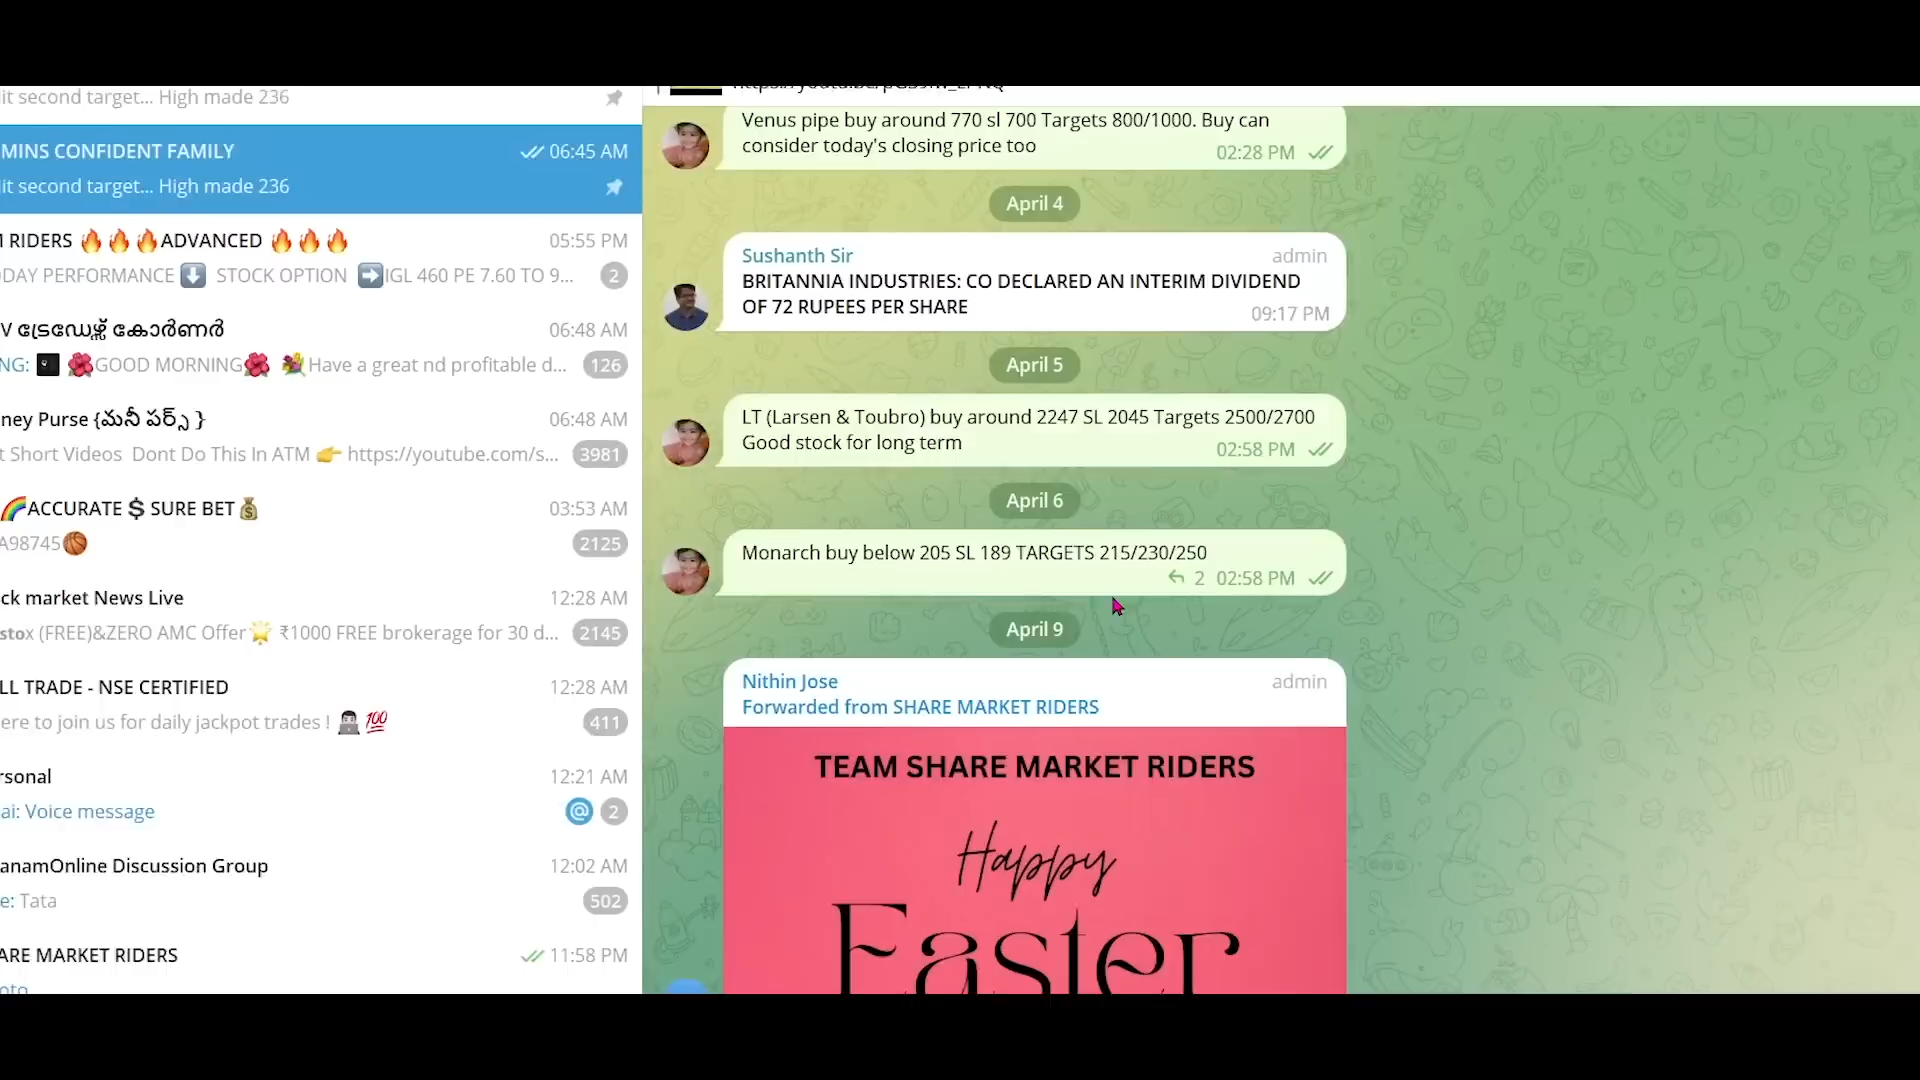 it second target... High made 236
MINS CONFIDENT FAMILY 06:45 AM
it second target... High made 236
RIDERS 🔥🔥🔥ADVANCED 🔥🔥🔥 05:55 PM
DAY PERFORMANCE ⬇️ STOCK OPTION ➡️IGL 460 PE 7.60 TO 9... 2
V ട്രേഡേഴ്സ് കോർണർ 06:48 AM
NG: 🌺GOOD MORNING🌺 💐Have a great nd profitable d... 126
ney Purse {మనీ పర్స్ } 06:48 AM
t Short Videos Dont Do This In ATM 👉 https://youtube.com/s... 3981
🌈ACCURATE $ SURE BET💰 03:53 AM
A98745🏀 2125
ck market News Live 12:28 AM
stox (FREE)&ZERO AMC Offer🌟 ₹1000 FREE brokerage for 30 d... 2145
LL TRADE - NSE CERTIFIED 12:28 AM
ere to join us for daily jackpot trades ! 👨🏻‍💻 💯 411
rsonal 12:21 AM
ai: Voice message @ 2
anamOnline Discussion Group 12:02 AM
e: Tata 502
ARE MARKET RIDERS 11:58 PM
Venus pipe buy around 770 sl 700 Targets 800/1000. Buy can
consider today's closing price too 02:28 PM
April 4
Sushanth Sir admin
BRITANNIA INDUSTRIES: CO DECLARED AN INTERIM DIVIDEND
OF 72 RUPEES PER SHARE 09:17 PM
April 5
LT (Larsen & Toubro) buy around 2247 SL 2045 Targets 2500/2700
Good stock for long term 02:58 PM
April 6
Monarch buy below 205 SL 189 TARGETS 215/230/250
2 02:58 PM
April 9
Nithin Jose admin
Forwarded from SHARE MARKET RIDERS
TEAM SHARE MARKET RIDERS
Happy
Easter